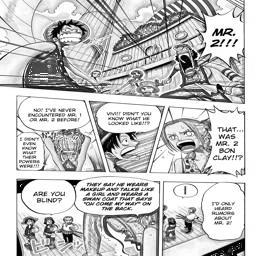 MR.
2!!!
NO! I'VE NEVER
ENCOUNTERED MR. 1
OR MR. 2 BEFORE!
I DIDN'T
EVEN KNOW
WHAT THEIR
POWERS
WERE!!!
VIVI! DIDN'T YOU
KNOW WHAT HE
LOOKED LIKE!!?
THAT...
WAS
MR. 2
BON
CLAY!!?
ARE YOU
BLIND?
THEY SAY HE WEARS
MAKEUP AND TALKS LIKE
A GIRL AND WEARS A
SWAN COAT THAT SAYS
"OH COME MY WAY" ON
THE BACK.
!
I'D ONLY
HEARD
RUMORS
ABOUT
MR. 2!